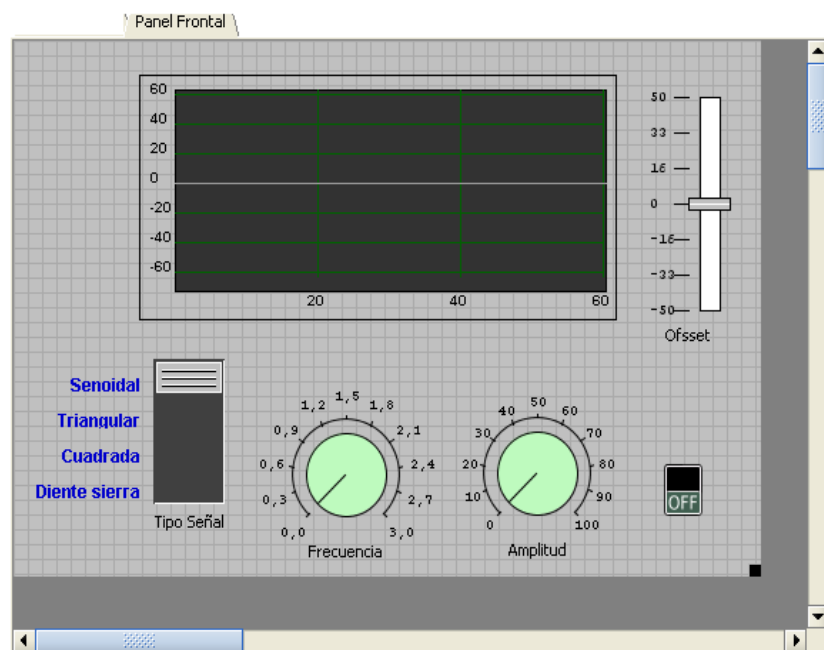 Panel Frontal
60
40
20
0
-20
-40
-60
20 40 60
50
33
16
0
-16
-33
-50
Ofsset
Senoidal
Triangular
Cuadrada
Diente sierra
Tipo Señal
0,0 0,3 0,6 0,9 1,2 1,5 1,8 2,1 2,4 2,7 3,0
Frecuencia
0 10 20 30 40 50 60 70 80 90 100
Amplitud
OFF